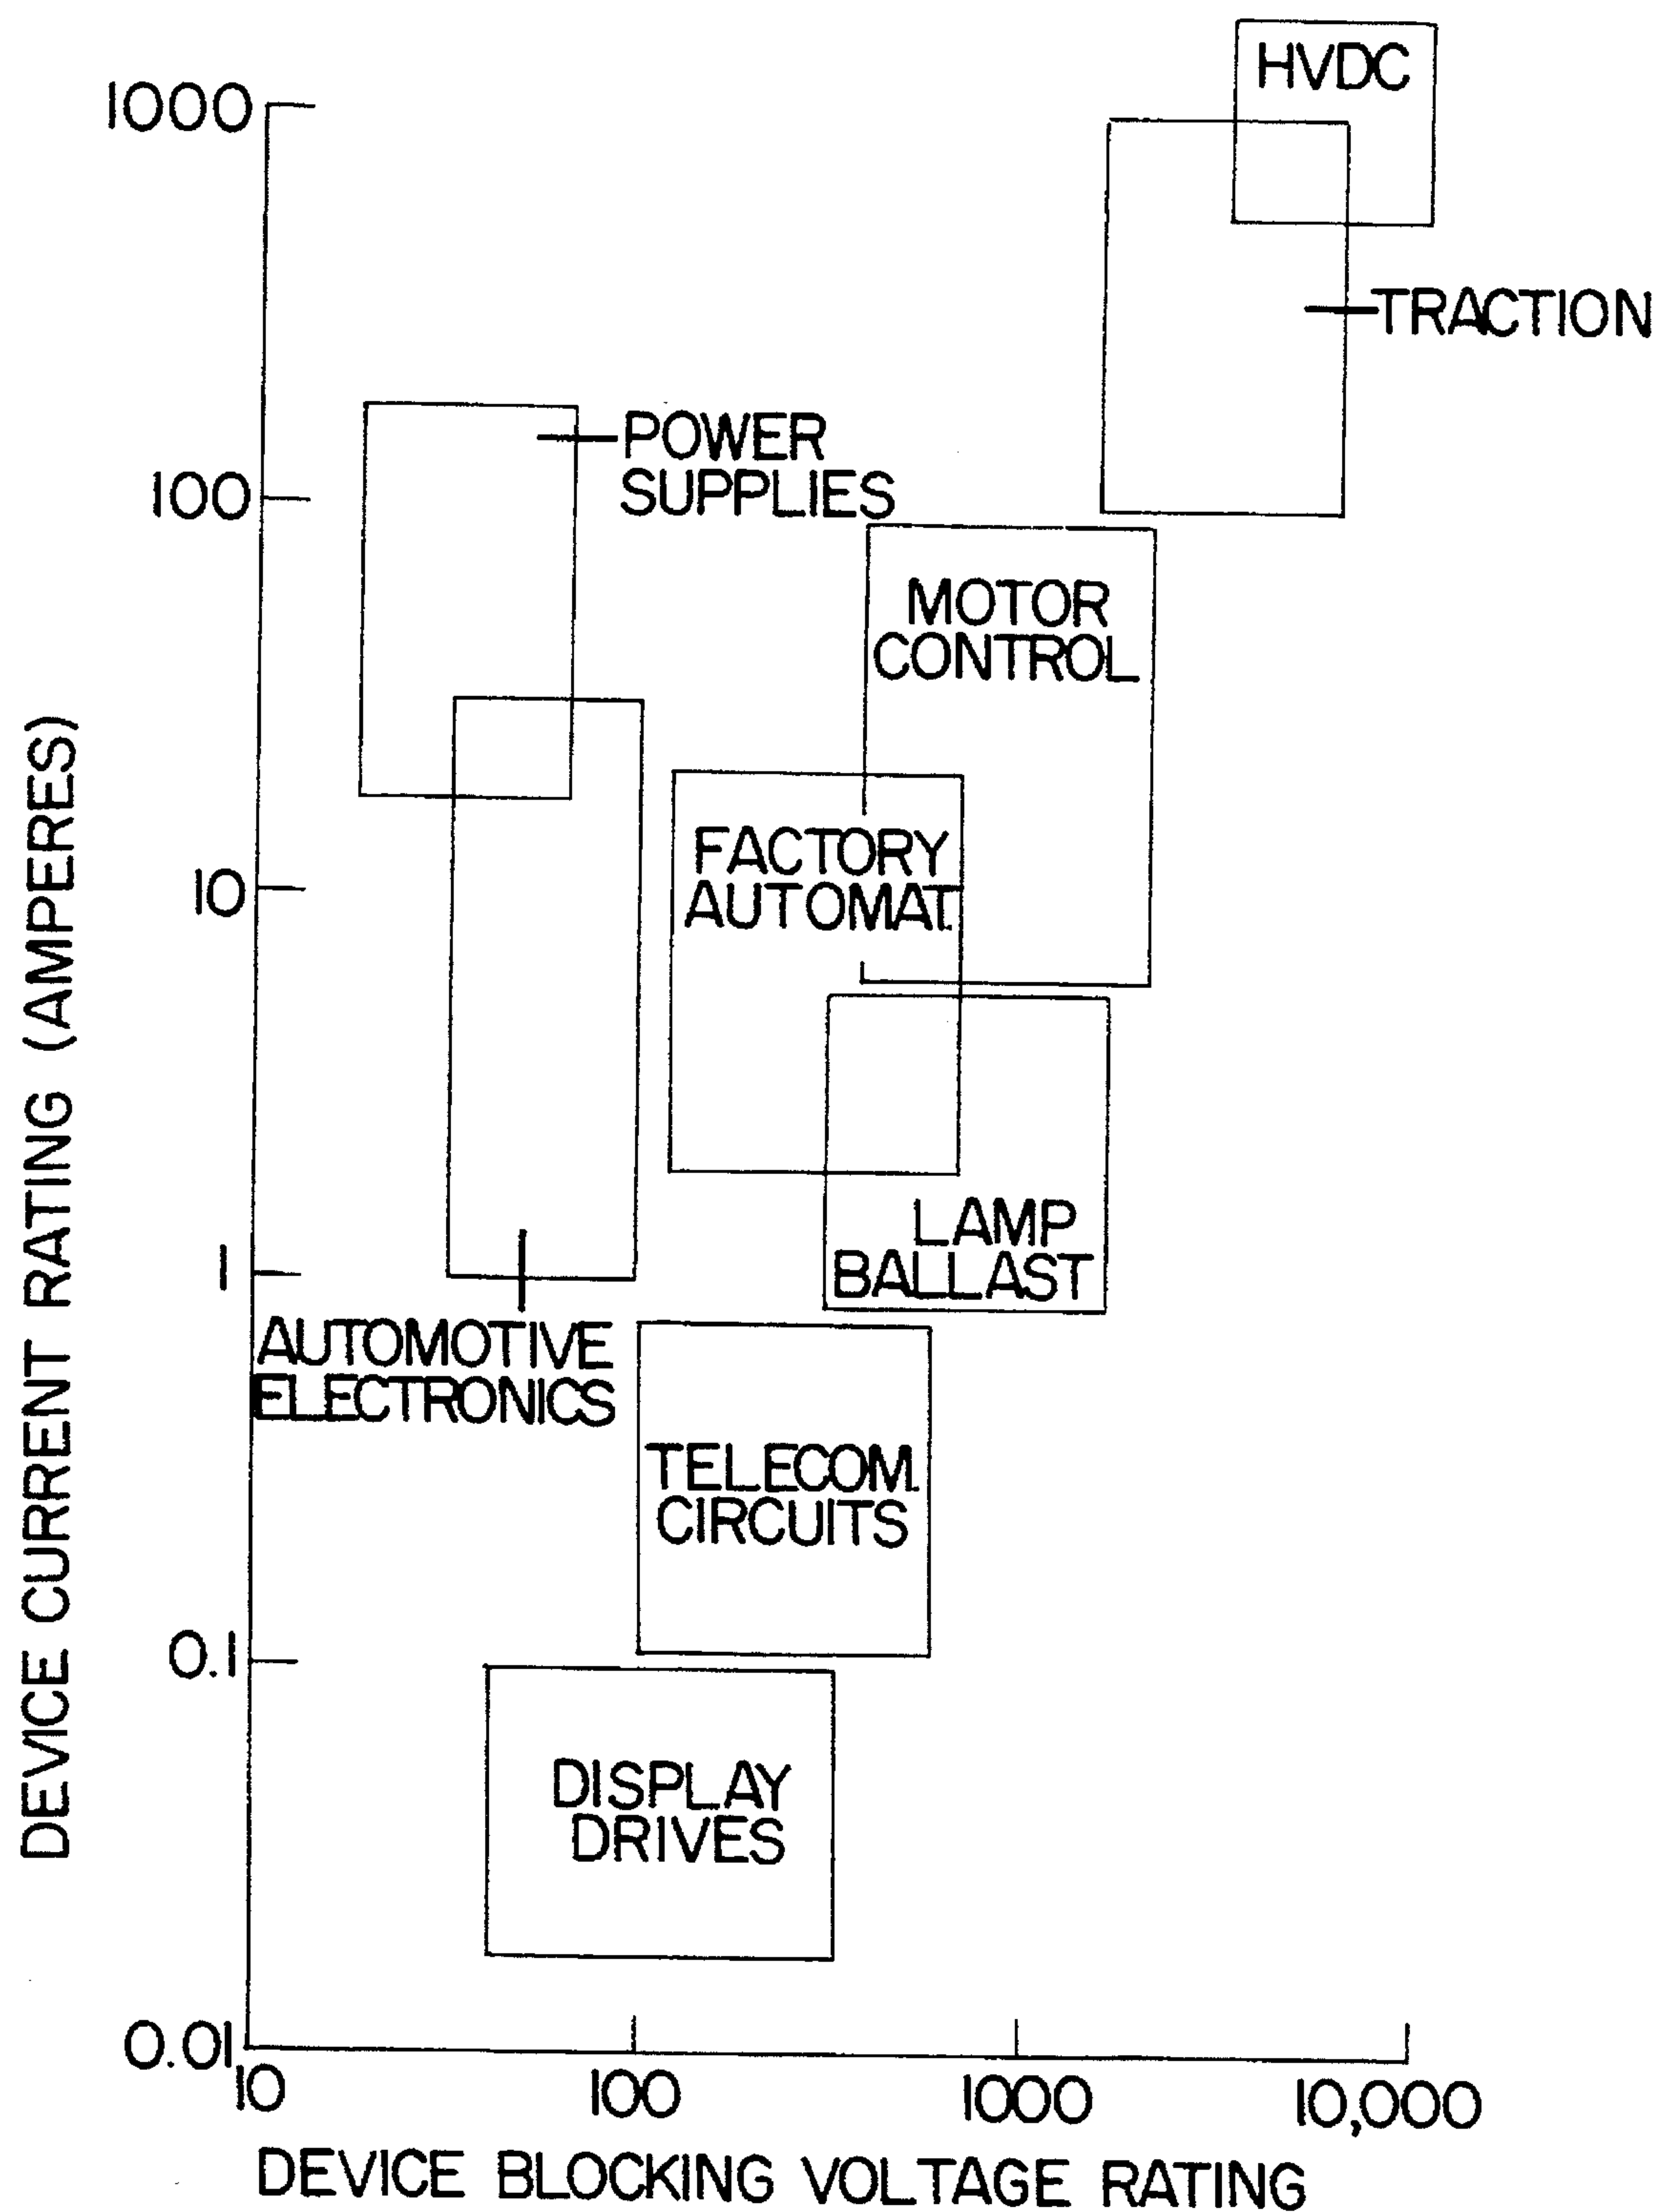 HVDC
1000
TRACTION
POWER
SUPPLIES
100
MOTOR
CONTROL
FACTORY
AUTOMAT.
10
LAMP
BALLAST
1
AUTOMOTIVE
ELECTRONICS
TELECOM.
CIRCUITS
0.1
DISPLAY
DRIVES
0.01
10
100
1000
10,000
DEVICE CURRENT RATING (AMPERES)
DEVICE BLOCKING VOLTAGE RATING